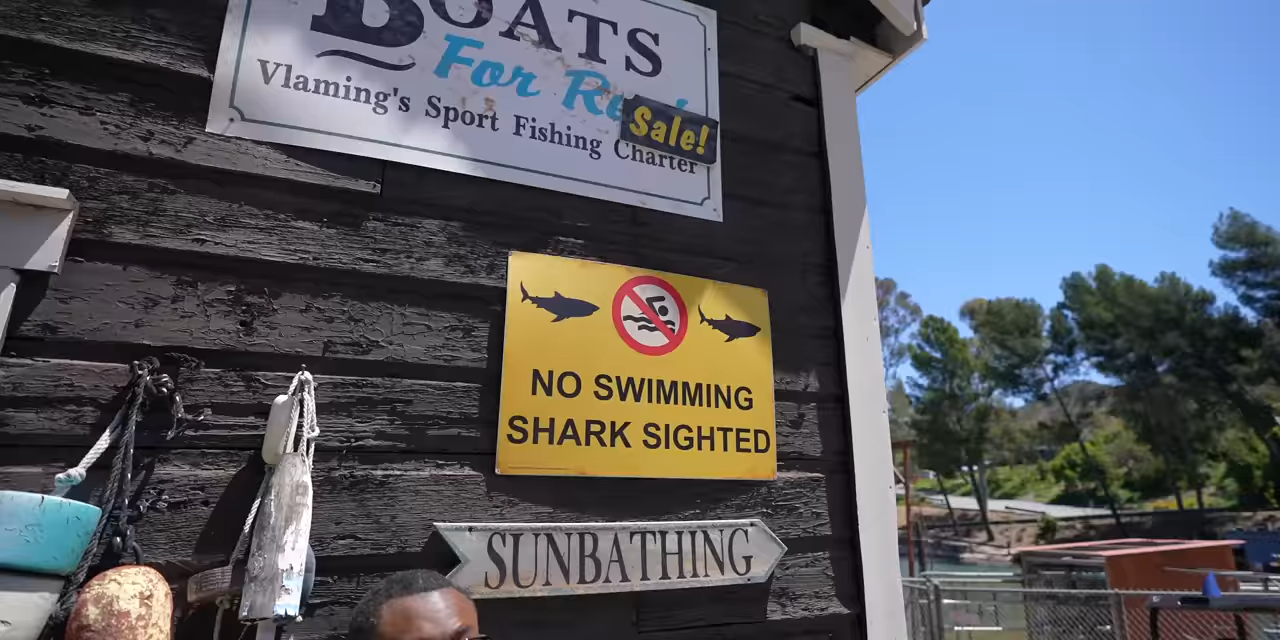 BOATS
For
Vlaming's Sport Fishing Charter
Sale!
NO SWIMMING
SHARK SIGHTED
SUNBATHING